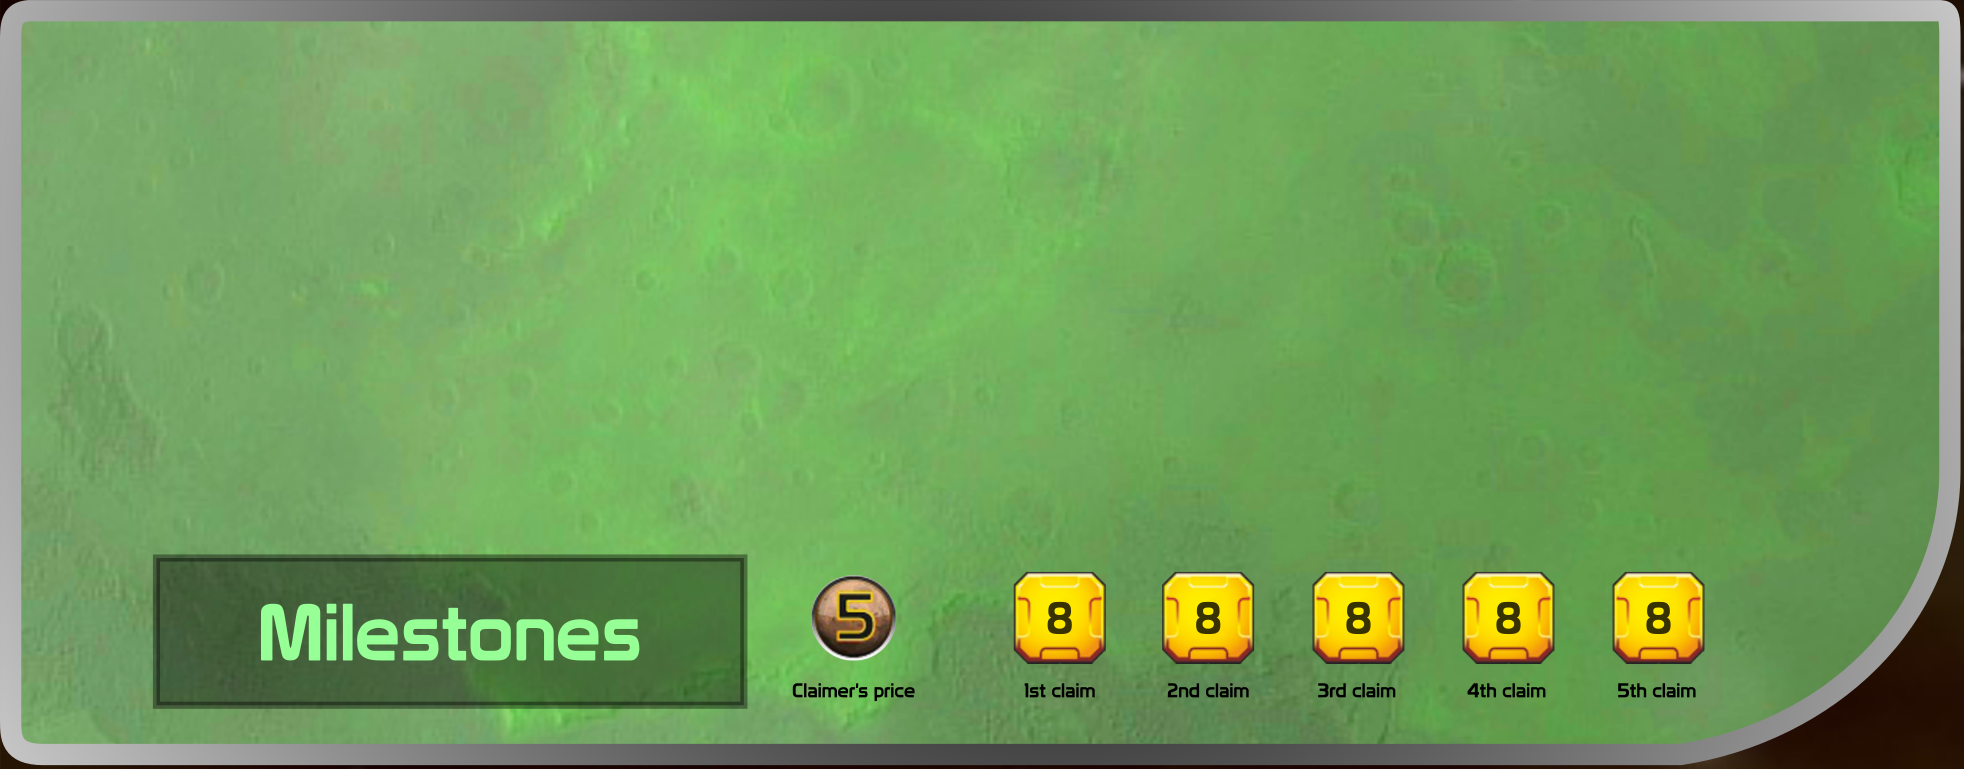 Milestones
5
Claimer's price
8
1st claim
8
2nd claim
8
3rd claim
8
4th claim
8
5th claim